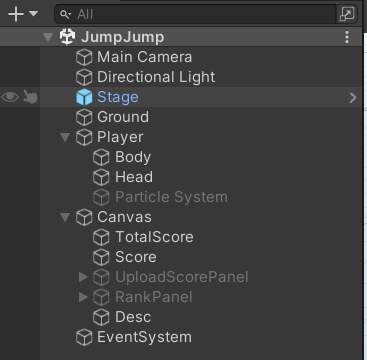 All
JumpJump
Main Camera
Directional Light
Stage
Ground
Player
Body
Head
Particle System
Canvas
TotalScore
Score
UploadScorePanel
RankPanel
Desc
EventSystem